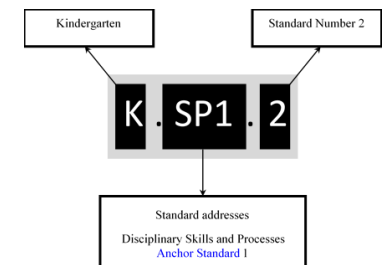 Kindergarten
Standard Number 2
K . SP1 . 2
Standard addresses
Disciplinary Skills and Processes
Anchor Standard 1